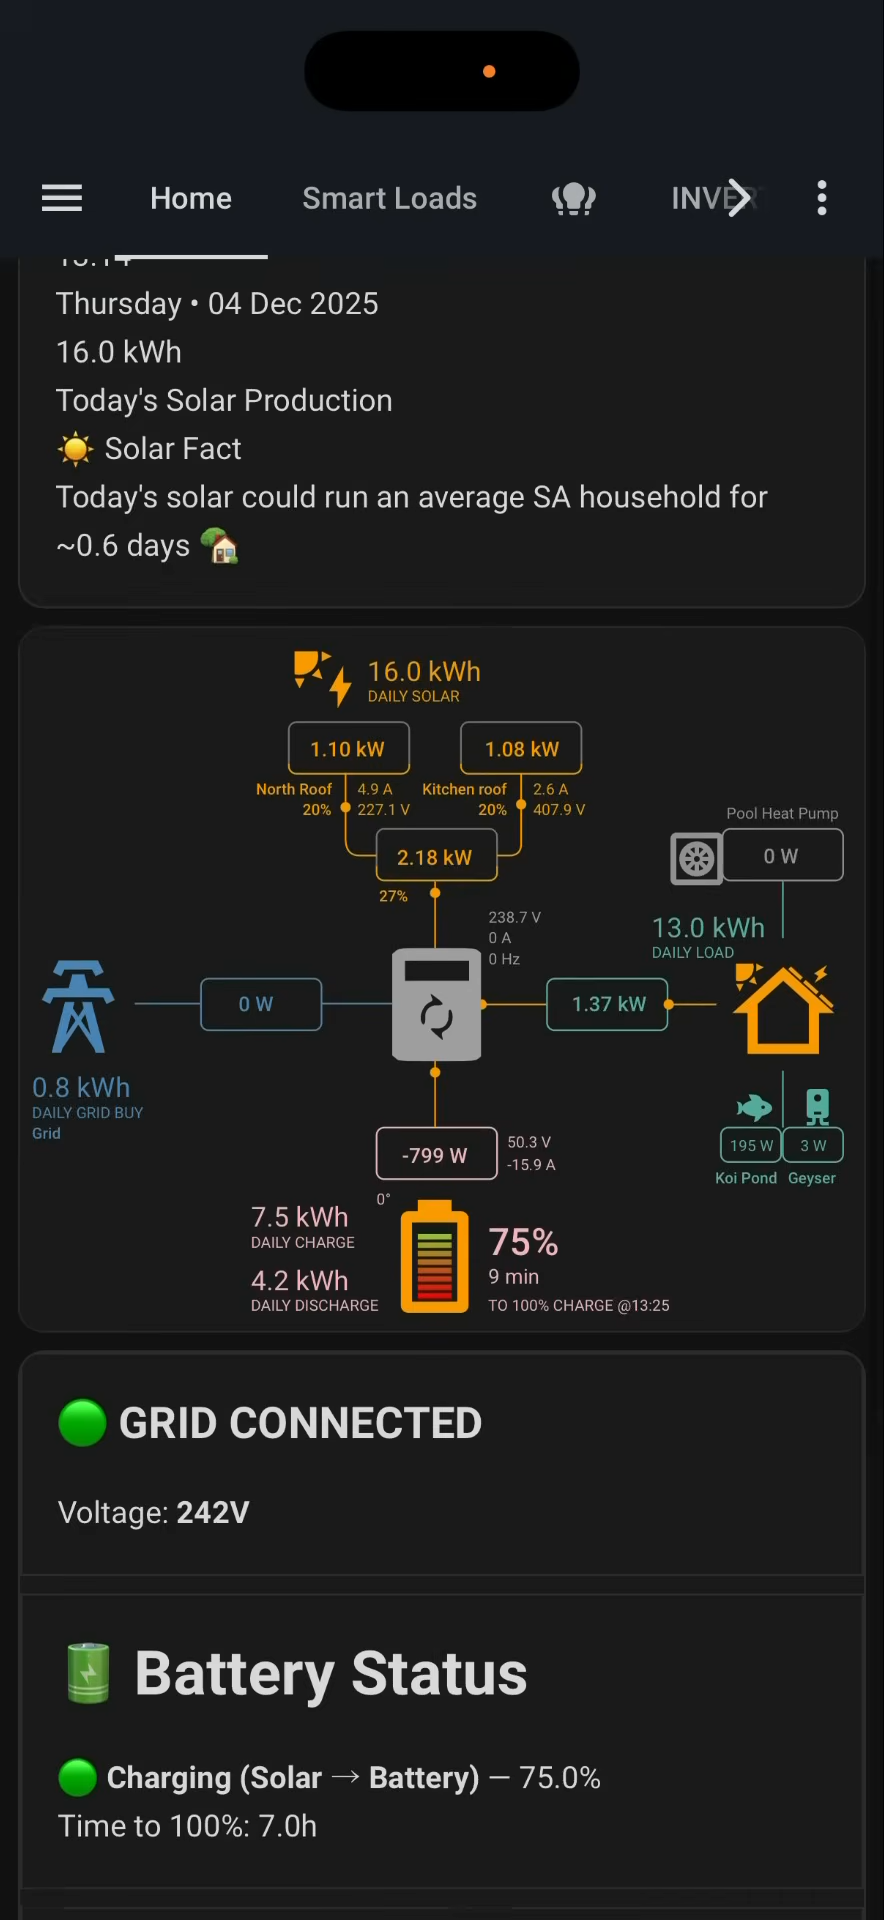 Home
Smart Loads
Thursday • 04 Dec 2025
16.0 kWh
Today's Solar Production
☀️ Solar Fact
Today's solar could run an average SA household for
~0.6 days 🏡
16.0 kWh
DAILY SOLAR
1.10 kW
1.08 kW
North Roof
20%
4.9 A
227.1 V
Kitchen roof
20%
2.6 A
407.9 V
2.18 kW
27%
Pool Heat Pump
0 W
238.7 V
0 A
0 Hz
13.0 kWh
DAILY LOAD
0 W
1.37 kW
0.8 kWh
DAILY GRID BUY
Grid
195 W
3 W
Koi Pond
Geyser
-799 W
50.3 V
-15.9 A
0°
7.5 kWh
DAILY CHARGE
4.2 kWh
DAILY DISCHARGE
75%
9 min
TO 100% CHARGE @13:25
GRID CONNECTED
Voltage: 242V
Battery Status
Charging (Solar → Battery) — 75.0%
Time to 100%: 7.0h